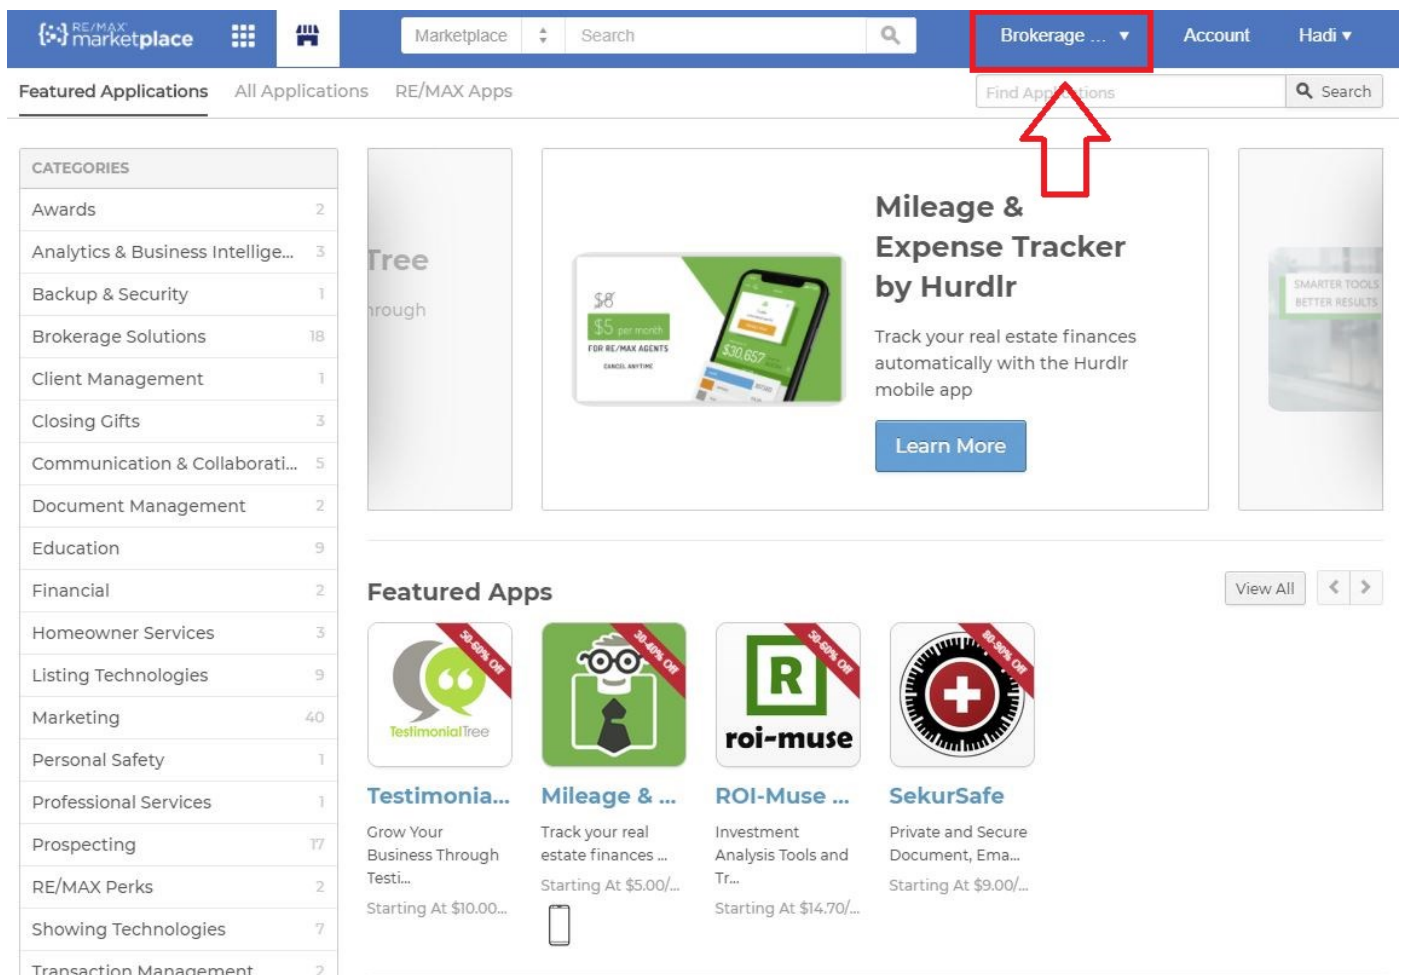 RE/MAX
marketplace
Marketplace
Search
Brokerage ...
Account
Hadi
Featured Applications
All Applications
RE/MAX Apps
Find Applications
Search
CATEGORIES
Awards 2
Analytics & Business Intellige... 3
Backup & Security 1
Brokerage Solutions 18
Client Management 1
Closing Gifts 3
Communication & Collaborati... 5
Document Management 2
Education 9
Financial 2
Homeowner Services 3
Listing Technologies 9
Marketing 40
Personal Safety 1
Professional Services 1
Prospecting 17
RE/MAX Perks 2
Showing Technologies 7
Transaction Management 2
Tree
hrough
$8
$5 per month
FOR RE/MAX AGENTS
CANCEL ANYTIME
$30,657
Mileage &
Expense Tracker
by Hurdlr
Track your real estate finances
automatically with the Hurdlr
mobile app
Learn More
SMARTER TOOLS
BETTER RESULTS
Featured Apps
View All
50-60% Off
TestimonialTree
Testimonia...
Grow Your
Business Through
Testi...
Starting At $10.00...
30-40% Off
Mileage & ...
Track your real
estate finances ...
Starting At $5.00/...
50-60% Off
R
roi-muse
ROI-Muse ...
Investment
Analysis Tools and
Tr...
Starting At $14.70/...
80-90% Off
SekurSafe
Private and Secure
Document, Ema...
Starting At $9.00/...